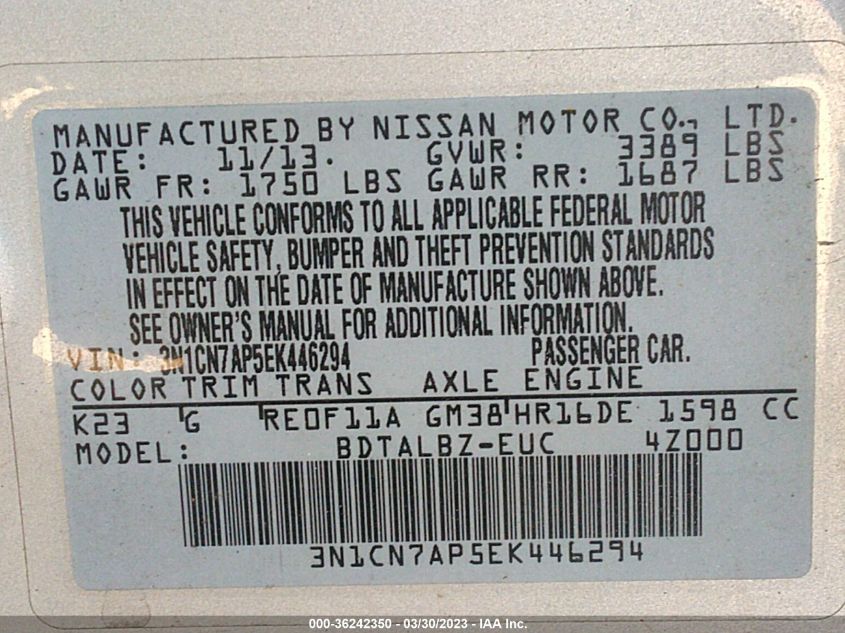 MANUFACTURED BY NISSAN MOTOR CO., LTD.
DATE: 11/13. GVWR: 3389 LBS
GAWR FR: 1750 LBS GAWR RR: 1687 LBS
THIS VEHICLE CONFORMS TO ALL APPLICABLE FEDERAL MOTOR
VEHICLE SAFETY, BUMPER AND THEFT PREVENTION STANDARDS
IN EFFECT ON THE DATE OF MANUFACTURE SHOWN ABOVE.
SEE OWNER'S MANUAL FOR ADDITIONAL INFORMATION.
VIN: 3N1CN7AP5EK446294 PASSENGER CAR.
COLOR TRIM TRANS AXLE ENGINE
K23 G RE0F11A GM38 HR16DE 1598 CC
MODEL: BDTALBZ-EUC 4Z000
3N1CN7AP5EK446294
000-36242350 - 03/30/2023 - IAA Inc.